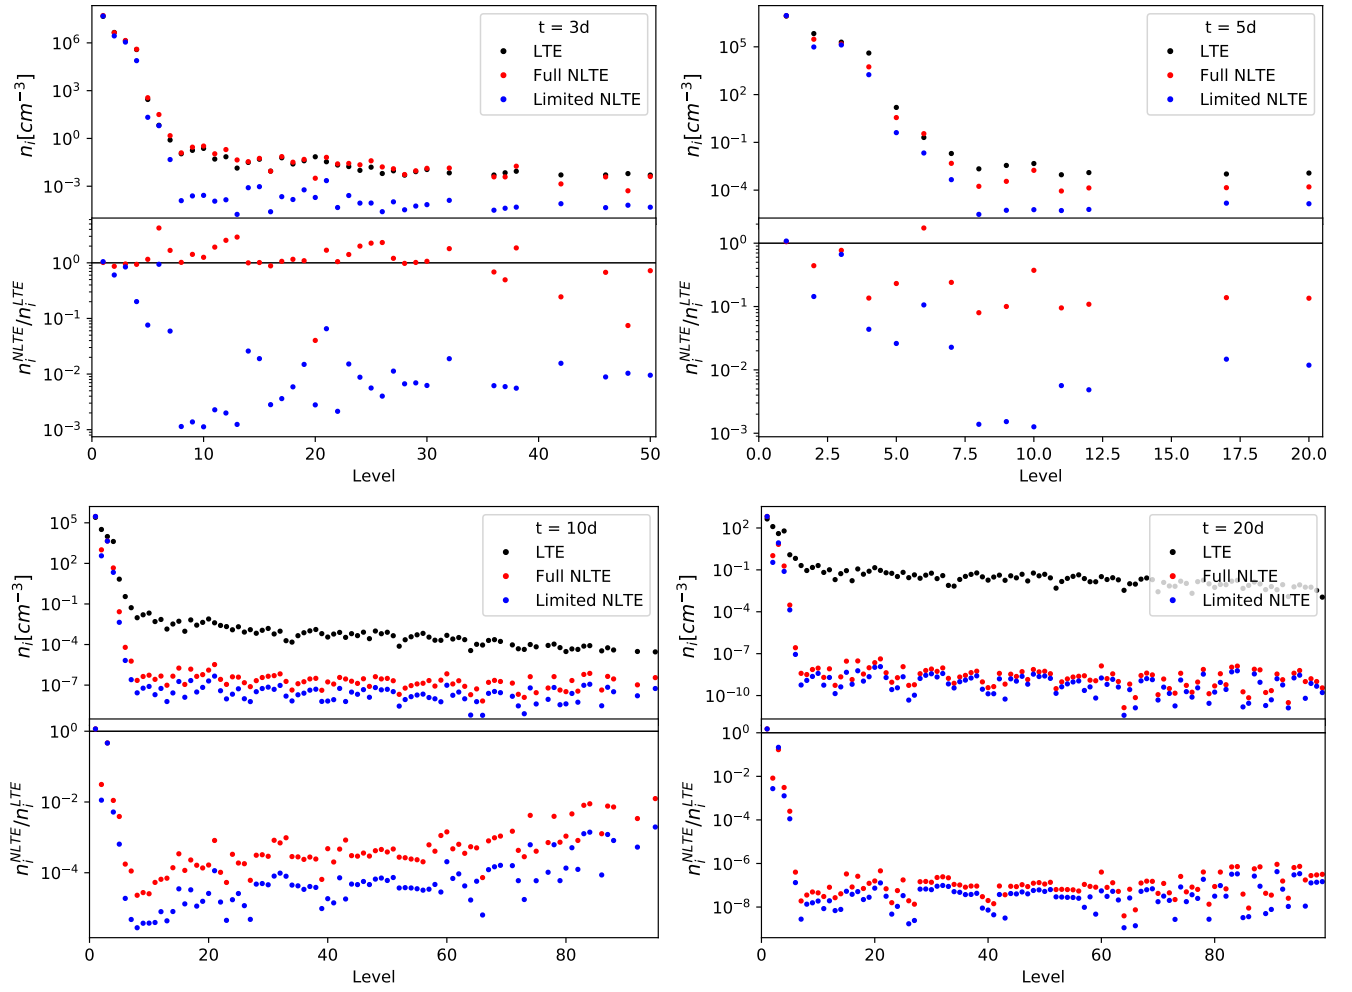 t = 3d
LTE
Full NLTE
Limited NLTE
n_i[cm^{-3}]
10^6
10^3
10^0
10^{-3}
n_i^{NLTE}/n_i^{LTE}
10^0
10^{-1}
10^{-2}
10^{-3}
0 10 20 30 40 50
Level
t = 5d
LTE
Full NLTE
Limited NLTE
n_i[cm^{-3}]
10^5
10^2
10^{-1}
10^{-4}
n_i^{NLTE}/n_i^{LTE}
10^0
10^{-1}
10^{-2}
10^{-3}
0.0 2.5 5.0 7.5 10.0 12.5 15.0 17.5 20.0
Level
t = 10d
LTE
Full NLTE
Limited NLTE
n_i[cm^{-3}]
10^5
10^2
10^{-1}
10^{-4}
10^{-7}
n_i^{NLTE}/n_i^{LTE}
10^0
10^{-2}
10^{-4}
0 20 40 60 80
Level
t = 20d
LTE
Full NLTE
Limited NLTE
n_i[cm^{-3}]
10^2
10^{-1}
10^{-4}
10^{-7}
10^{-10}
n_i^{NLTE}/n_i^{LTE}
10^0
10^{-2}
10^{-4}
10^{-6}
10^{-8}
0 20 40 60 80
Level